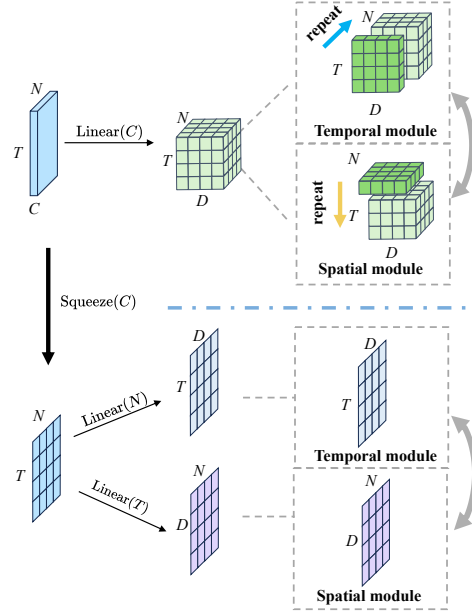 N
T
C
Linear(C)
N
T
D
repeat
N
T
D
Temporal module
N
repeat
T
D
Spatial module
Squeeze(C)
N
T
Linear(N)
Linear(T)
D
T
N
D
D
T
Temporal module
N
D
Spatial module